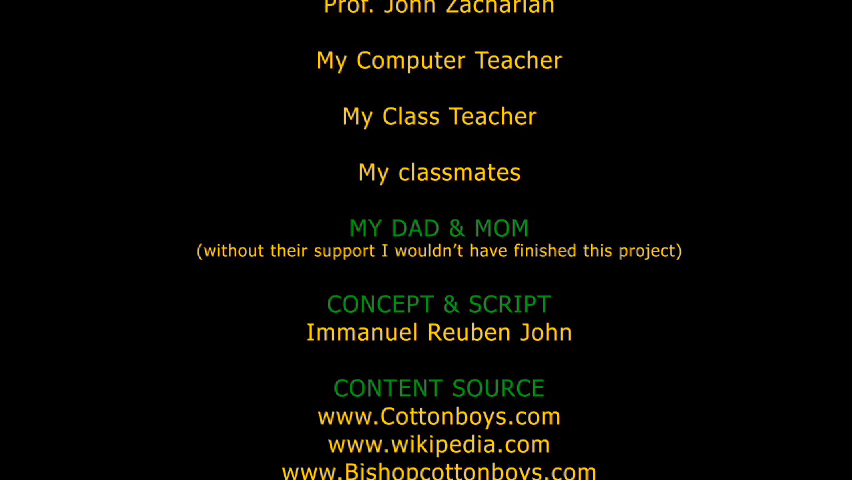 Prof. John Zachariah
My Computer Teacher
My Class Teacher
My classmates
MY DAD & MOM
(without their support I wouldn't have finished this project)
CONCEPT & SCRIPT
Immanuel Reuben John
CONTENT SOURCE
www.Cottonboys.com
www.wikipedia.com
www.Bishopcottonboys.com